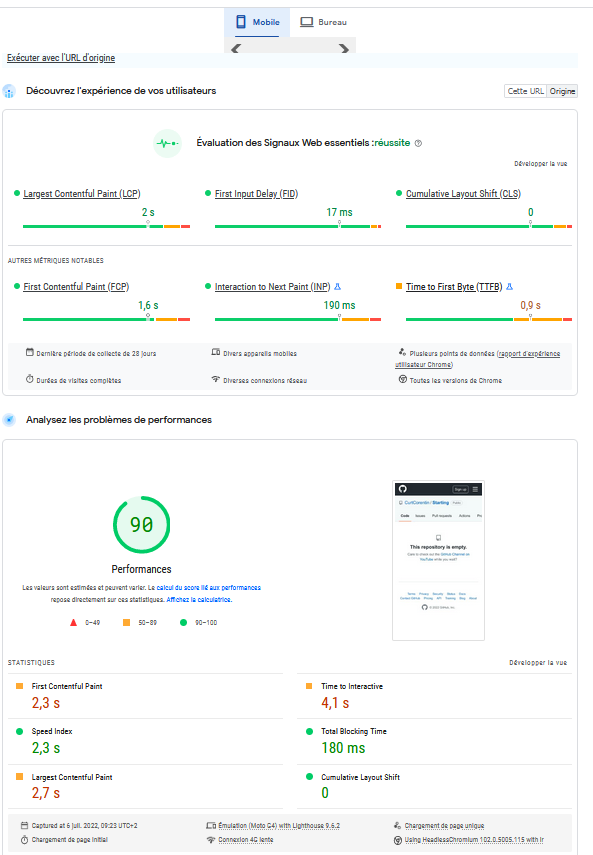 Mobile
Bureau
Exécuter avec l'URL d'origine
Découvrez l'expérience de vos utilisateurs
Cette URL
Origine
Évaluation des Signaux Web essentiels : réussite
Développer la vue
Largest Contentful Paint (LCP)
2 s
First Input Delay (FID)
17 ms
Cumulative Layout Shift (CLS)
0
AUTRES MÉTRIQUES NOTABLES
First Contentful Paint (FCP)
1,6 s
Interaction to Next Paint (INP)
190 ms
Time to First Byte (TTFB)
0,9 s
Dernière période de collecte de 28 jours
Divers appareils mobiles
Plusieurs points de données (rapport d'expérience
utilisateur Chrome)
Durées de visites complètes
Diverses connexions réseau
Toutes les versions de Chrome
Analysez les problèmes de performances
90
Performances
Les valeurs sont estimées et peuvent varier. Le calcul du score lié aux performances
repose directement sur ces statistiques. Affichez la calculatrice.
0–49
50–89
90–100
Sign up
Starting
Code
Issues
Pull requests
Actions
This repository is empty.
STATISTIQUES
Développer la vue
First Contentful Paint
2,3 s
Time to Interactive
4,1 s
Speed Index
2,3 s
Total Blocking Time
180 ms
Largest Contentful Paint
2,7 s
Cumulative Layout Shift
0
Captured at 6 juil. 2022, 09:23 UTC+2
Émulation (Moto G4) with Lighthouse 9.6.2
Chargement de page unique
Chargement de page initial
Connexion 4G lente
Using HeadlessChromium 102.0.5005.115 with lr